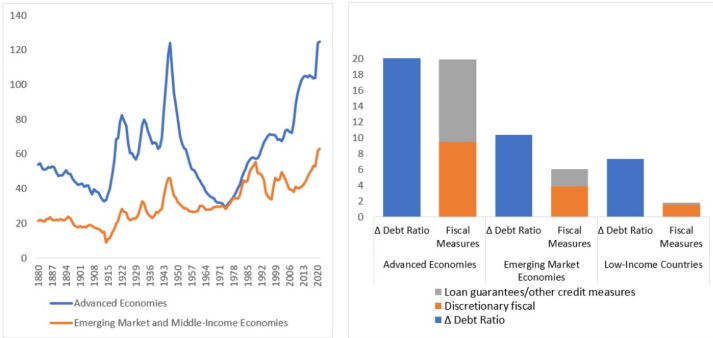 140
120
100
80
60
40
20
0
1880
1887
1894
1901
1908
1915
1922
1929
1936
1943
1950
1957
1964
1971
1978
1985
1992
1999
2006
2013
2020
Advanced Economies
Emerging Market and Middle-Income Economies
20
18
16
14
12
10
8
6
4
2
0
Δ Debt Ratio
Fiscal
Measures
Δ Debt Ratio
Fiscal
Measures
Δ Debt Ratio
Fiscal
Measures
Advanced Economies
Emerging Market
Economies
Low-Income Countries
Loan guarantees/other credit measures
Discretionary fiscal
Δ Debt Ratio